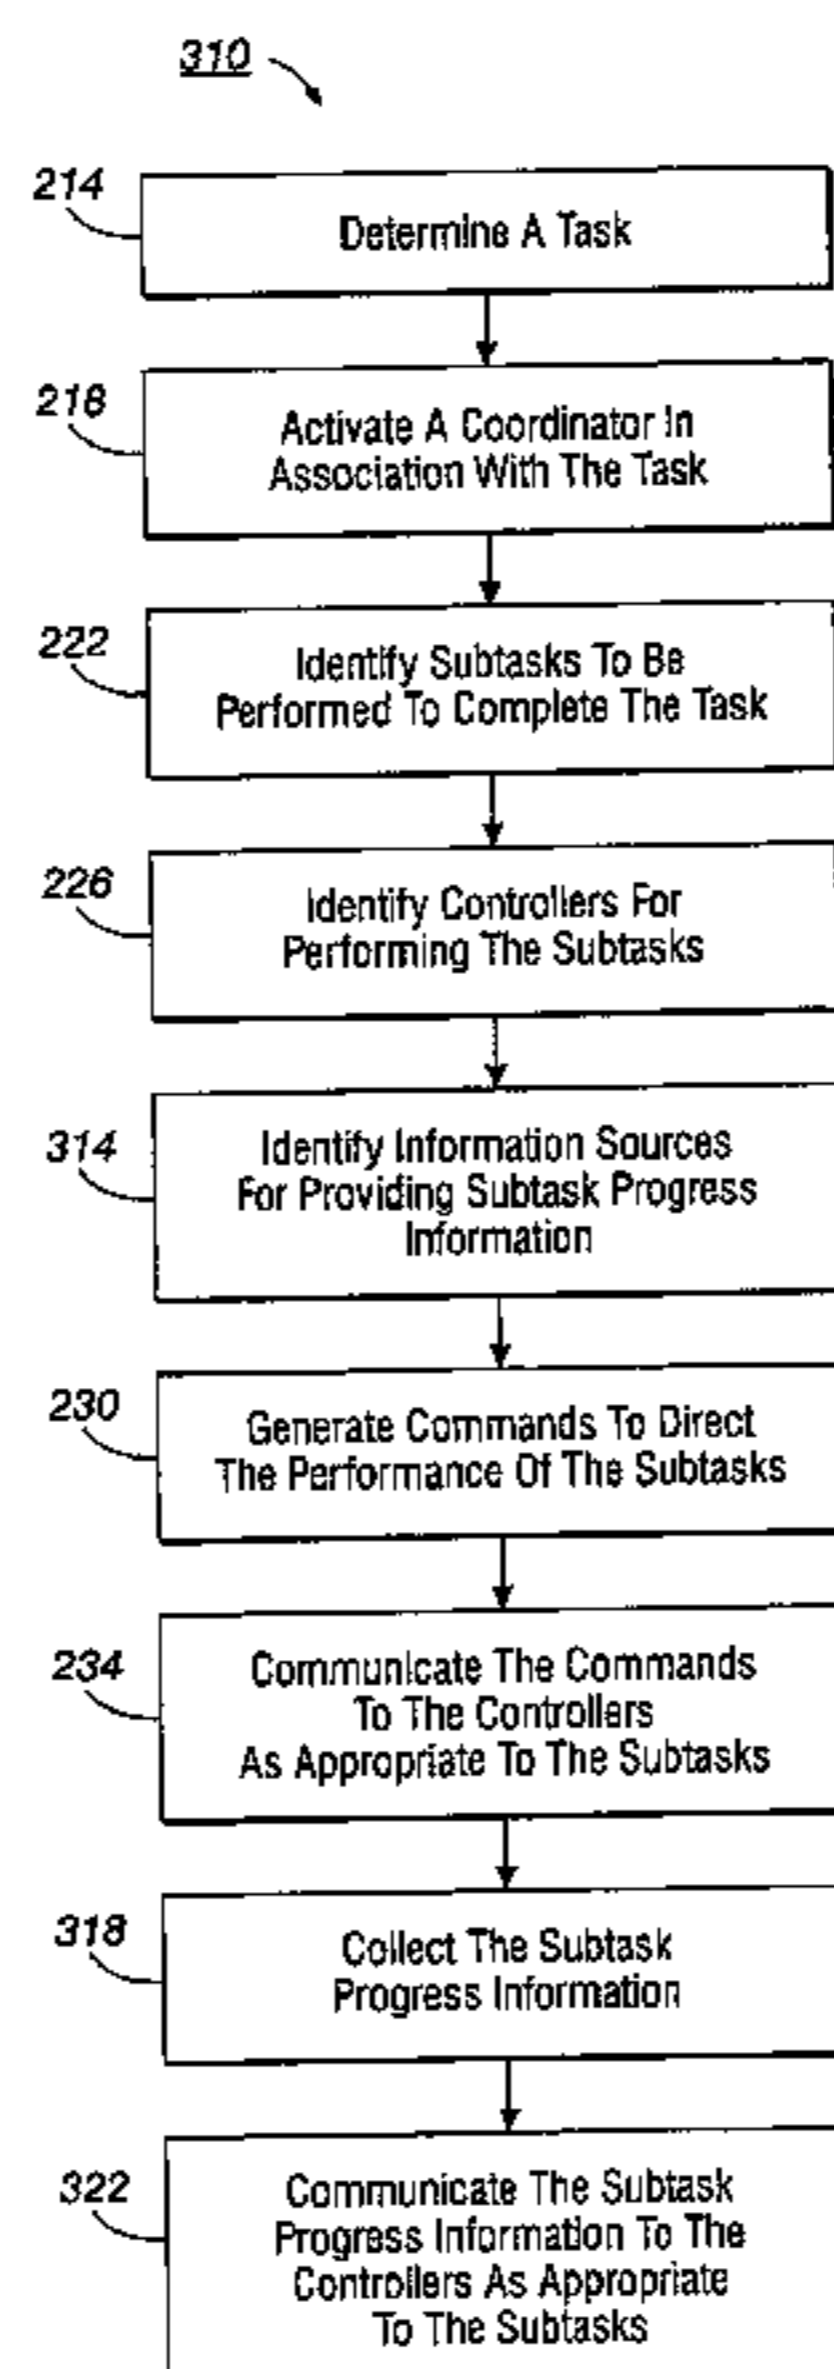 310
214
Determine A Task
218
Activate A Coordinator In
Association With The Task
222
Identify Subtasks To Be
Performed To Complete The Task
226
Identify Controllers For
Performing The Subtasks
314
Identify Information Sources
For Providing Subtask Progress
Information
230
Generate Commands To Direct
The Performance Of The Subtasks
234
Communicate The Commands
To The Controllers
As Appropriate To The Subtasks
318
Collect The Subtask
Progress Information
322
Communicate The Subtask
Progress Information To The
Controllers As Appropriate
To The Subtasks